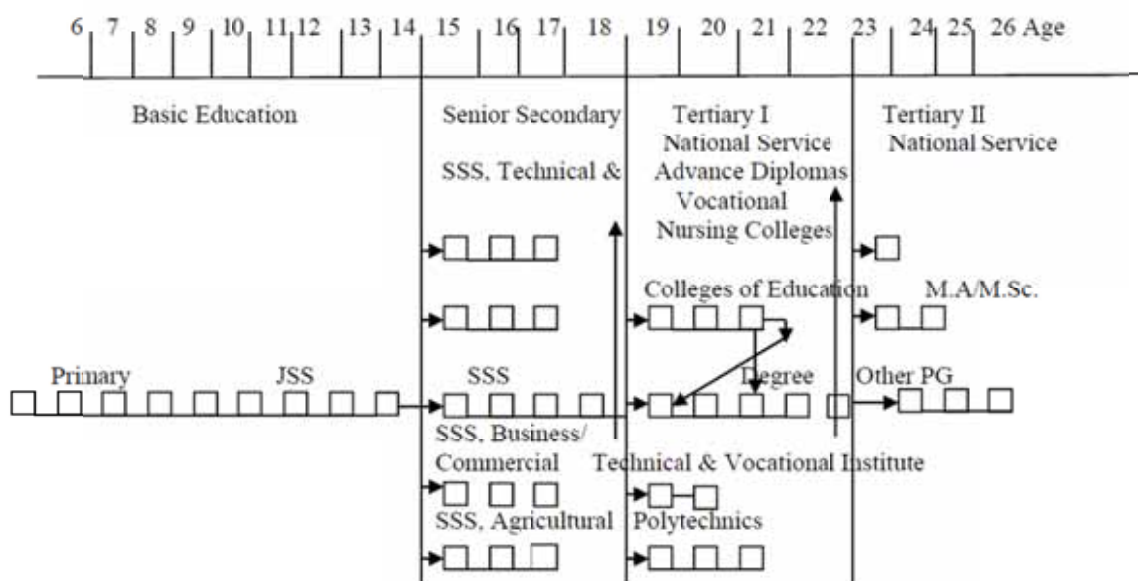 6 7 8 9 10 11 12 13 14 15 16 17 18 19 20 21 22 23 24 25 26 Age
Basic Education Senior Secondary Tertiary I Tertiary II
National Service National Service
SSS, Technical & Advance Diplomas
Vocational
Nursing Colleges
Colleges of Education M.A/M.Sc.
Primary JSS SSS Degree Other PG
SSS, Business/
Commercial Technical & Vocational Institute
SSS, Agricultural Polytechnics